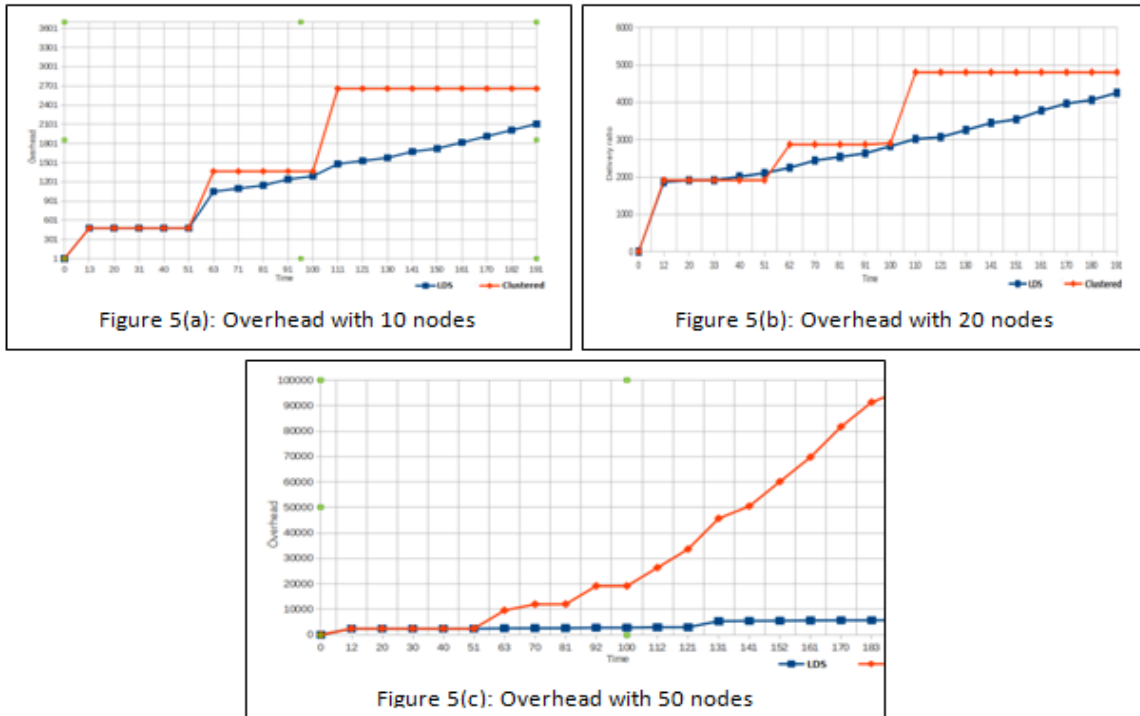 3601
3301
3001
2701
2401
2101
1801
1501
1201
901
601
301
1
Overhead
0 13 20 31 40 51 63 71 81 91 100 111 121 130 141 150 161 170 182 191
Time
LDS Clustered
Figure 5(a): Overhead with 10 nodes
6000
5000
4000
3000
2000
1000
0
Delivery ratio
0 12 20 33 40 51 62 70 80 90 100 110 121 130 141 151 160 170 180 191
Time
LDS Clustered
Figure 5(b): Overhead with 20 nodes
100000
90000
80000
70000
60000
50000
40000
30000
20000
10000
0
Overhead
0 12 20 30 40 51 63 70 81 92 100 112 121 131 141 152 161 170 183
Time
LDS
Figure 5(c): Overhead with 50 nodes